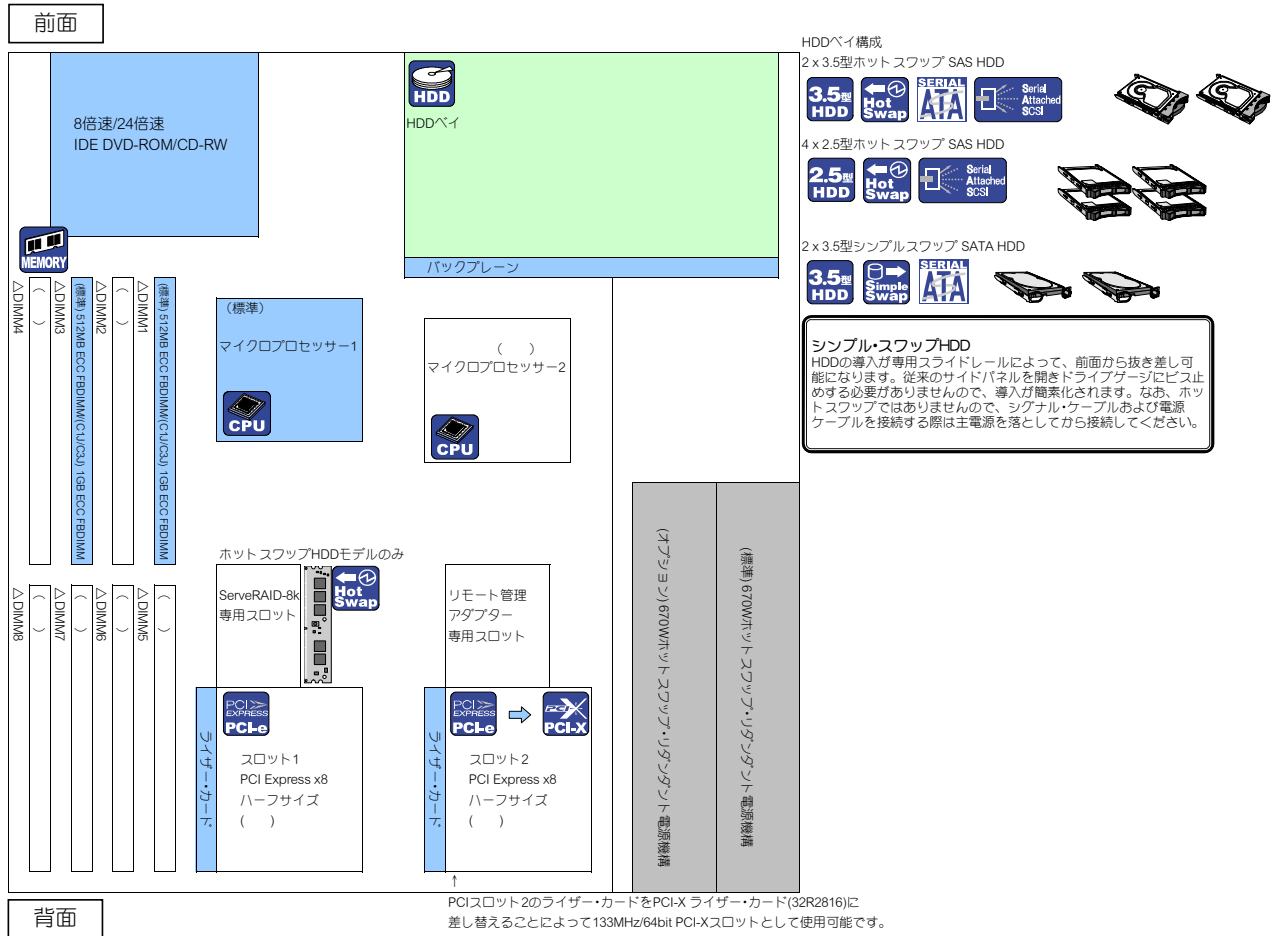 前面
8倍速/24倍速
IDE DVD-ROM/CD-RW
HDD
HDDベイ
バックプレーン
MEMORY
△DIMM4
(　)
△DIMM3
(標準) 512MB ECC FBDIMM(C1J/C3J) 1GB ECC FBDIMM
△DIMM2
(　)
△DIMM1
(標準) 512MB ECC FBDIMM(C1J/C3J) 1GB ECC FBDIMM
(標準)
マイクロプロセッサー1
CPU
(　)
マイクロプロセッサー2
CPU
△DIMM8
(　)
△DIMM7
(　)
△DIMM6
(　)
△DIMM5
(　)
ホットスワップHDDモデルのみ
ServeRAID-8k
専用スロット
Hot
Swap
リモート管理
アダプター
専用スロット
ライザー・カード
PCI
EXPRESS
PCI-e
スロット1
PCI Express x8
ハーフサイズ
(　)
ライザー・カード
PCI
EXPRESS
PCI-e
PCI-X
PCI-X
スロット2
PCI Express x8
ハーフサイズ
(　)
(オプション) 670Wホットスワップ・リダンダント電源機構
(標準) 670Wホットスワップ・リダンダント電源機構
↑
PCIスロット2のライザー・カードをPCI-X ライザー・カード(32R2816)に
差し替えることによって133MHz/64bit PCI-Xスロットとして使用可能です。
背面
HDDベイ構成
2 x 3.5型ホットスワップ SAS HDD
3.5型
HDD
Hot
Swap
SERIAL
ATA
Serial
Attached
SCSI
4 x 2.5型ホットスワップ SAS HDD
2.5型
HDD
Hot
Swap
Serial
Attached
SCSI
2 x 3.5型シンプルスワップ SATA HDD
3.5型
HDD
Simple
Swap
SERIAL
ATA
シンプル・スワップHDD
HDDの導入が専用スライドレールによって、前面から抜き差し可
能になります。従来のサイドパネルを開きドライブゲージにビス止
めする必要がありませんので、導入が簡素化されます。なお、ホッ
トスワップではありませんので、シグナル・ケーブルおよび電源
ケーブルを接続する際は主電源を落としてから接続してください。